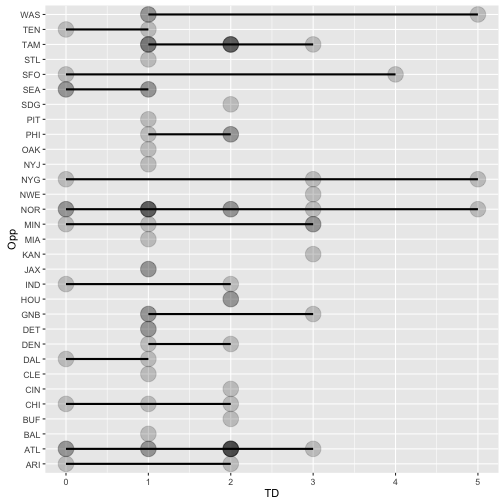 WAS
TEN
TAM
STL
SFO
SEA
SDG
PIT
PHI
OAK
NYJ
NYG
NWE
NOR
MIN
MIA
KAN
JAX
IND
HOU
GNB
DET
DEN
DAL
CLE
CIN
CHI
BUF
BAL
ATL
ARI
Opp
0 1 2 3 4 5
TD